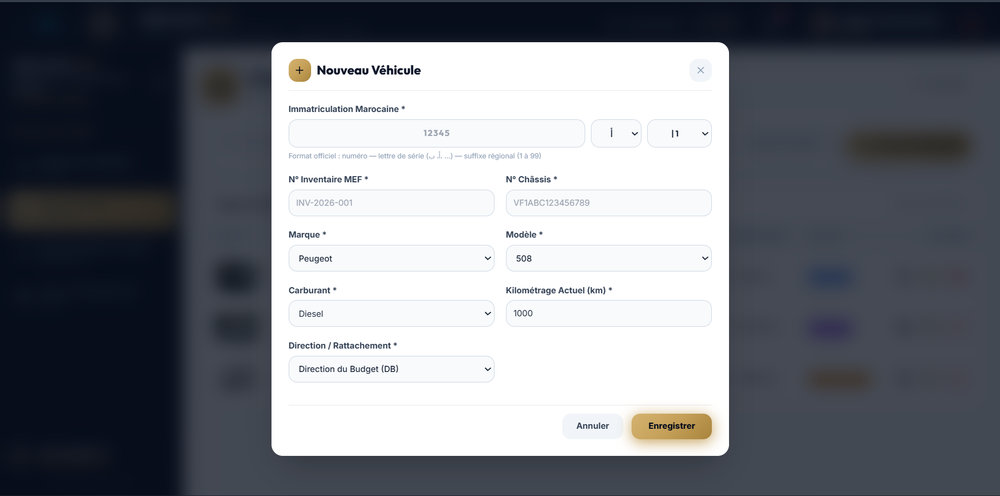 Nouveau Véhicule
Immatriculation Marocaine *
12345
أ
| 1
Format officiel : numéro — lettre de série (أ، ب، ...) — suffixe régional (1 à 99)
N° Inventaire MEF *
N° Châssis *
INV-2026-001
VF1ABC123456789
Marque *
Modèle *
Peugeot
508
Carburant *
Kilométrage Actuel (km) *
Diesel
1000
Direction / Rattachement *
Direction du Budget (DB)
Annuler
Enregistrer